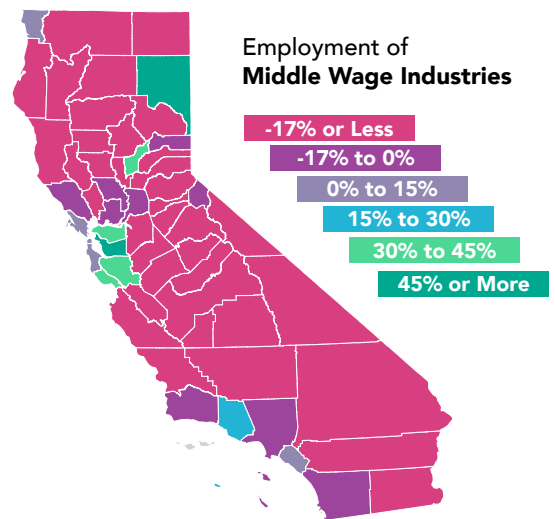 Employment of
Middle Wage Industries
-17% or Less
-17% to 0%
0% to 15%
15% to 30%
30% to 45%
45% or More